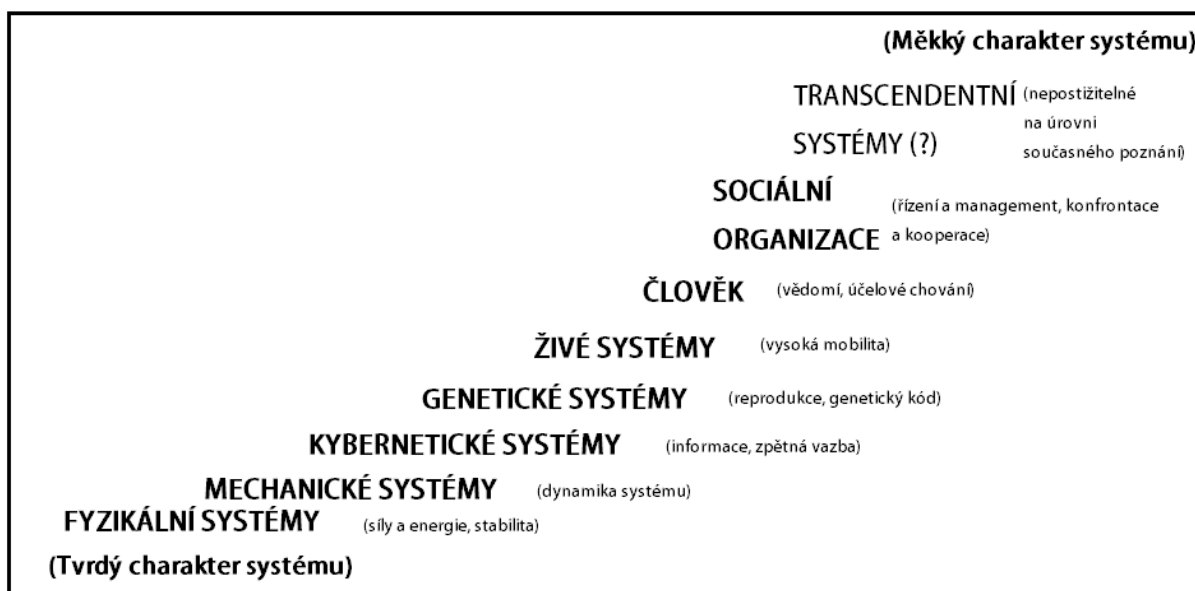 (Měkký charakter systému)
TRANSCENDENTNÍ (nepostižitelné
na úrovni
SYSTÉMY (?)
současného poznání)
SOCIÁLNÍ
(řízení a management, konfrontace
ORGANIZACE a kooperace)
ČLOVĚK (vědomí, účelové chování)
ŽIVÉ SYSTÉMY (vysoká mobilita)
GENETICKÉ SYSTÉMY (reprodukce, genetický kód)
KYBERNETICKÉ SYSTÉMY (informace, zpětná vazba)
MECHANICKÉ SYSTÉMY (dynamika systému)
FYZIKÁLNÍ SYSTÉMY (síly a energie, stabilita)
(Tvrdý charakter systému)